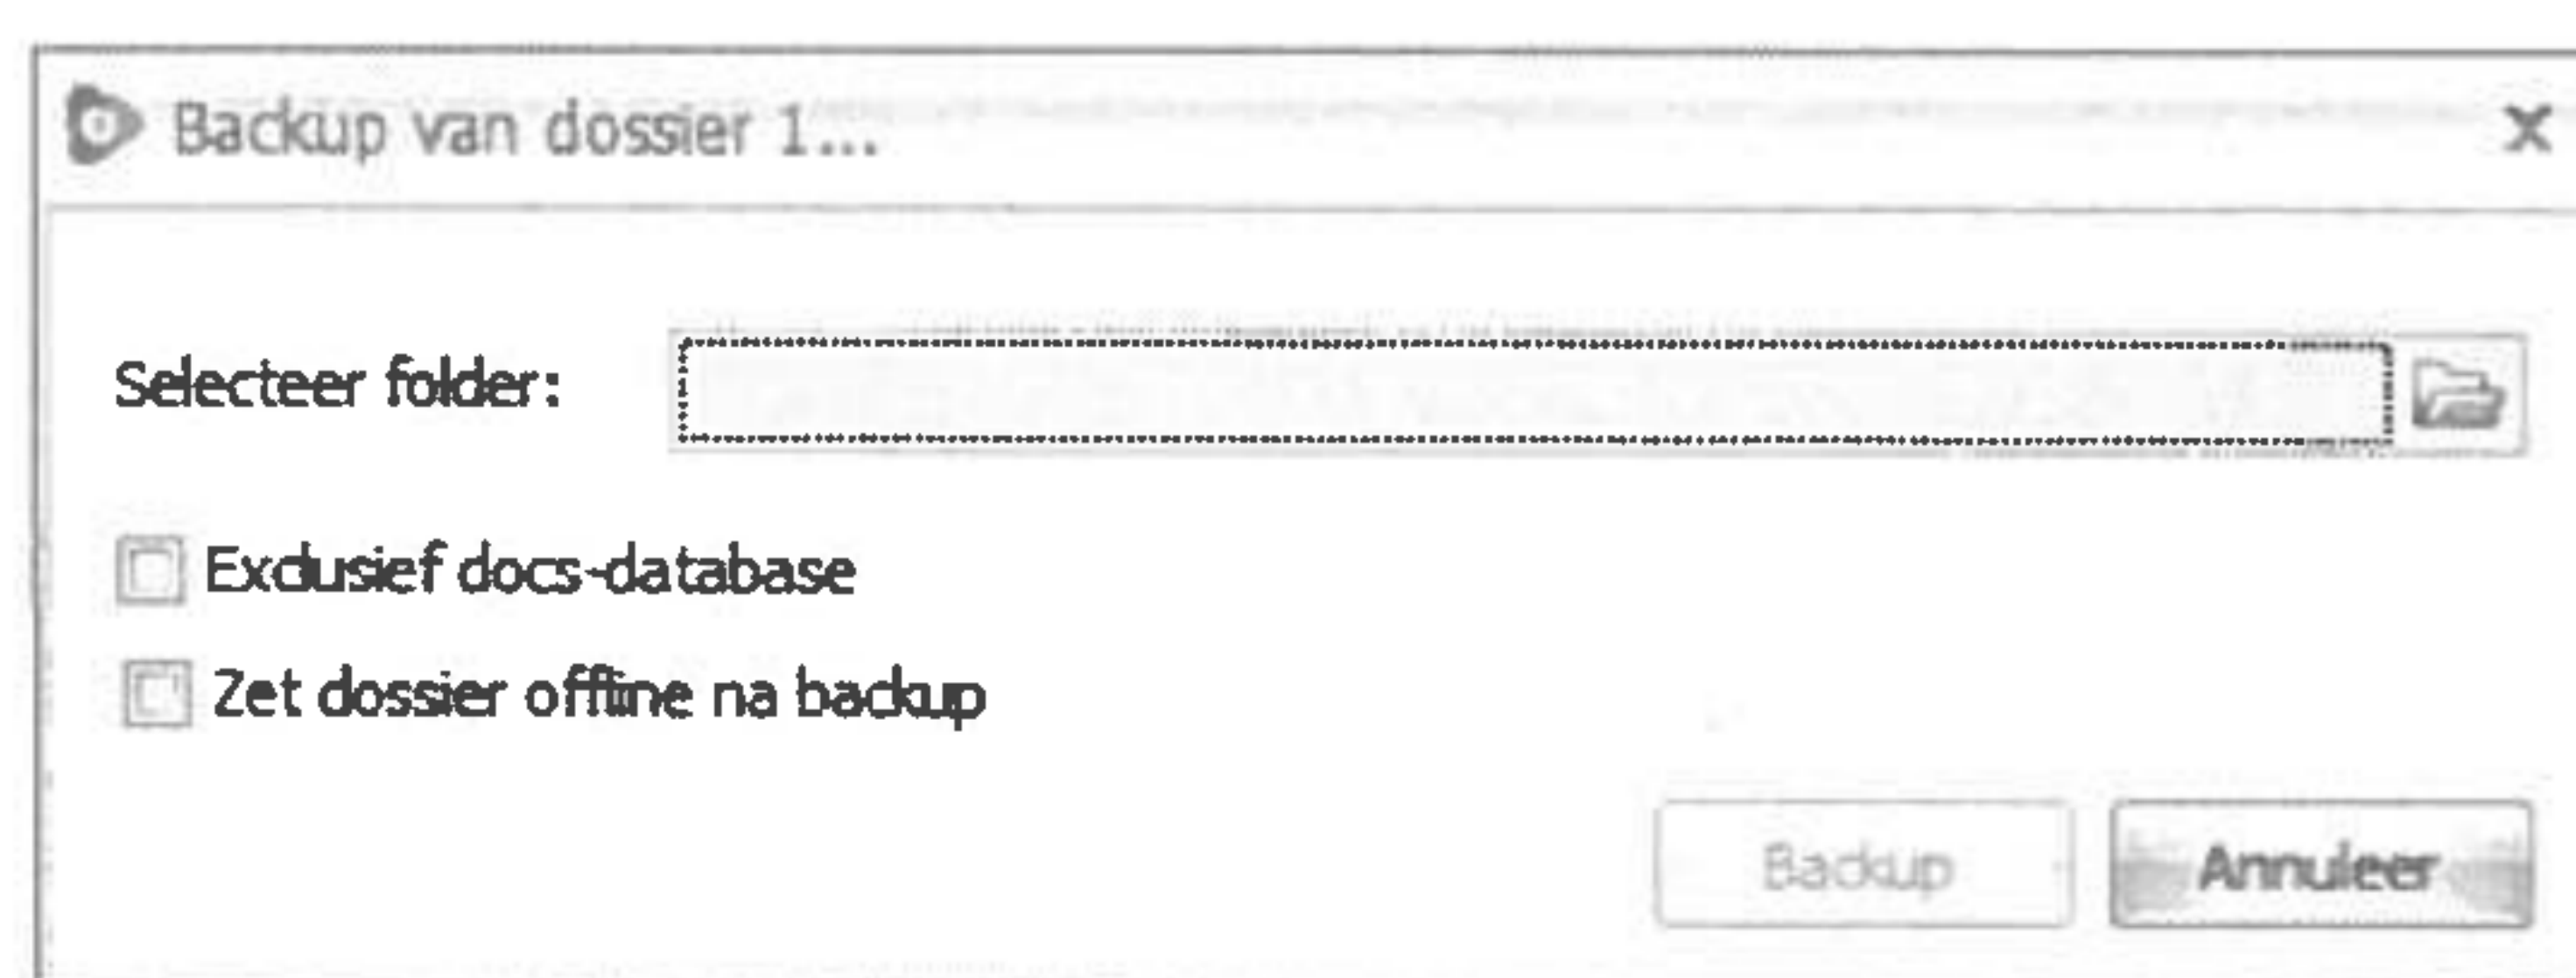 Backup van dossier 1...
Selecteer folder:
Exclusief docs-database
Zet dossier offline na backup
Backup Annuleer